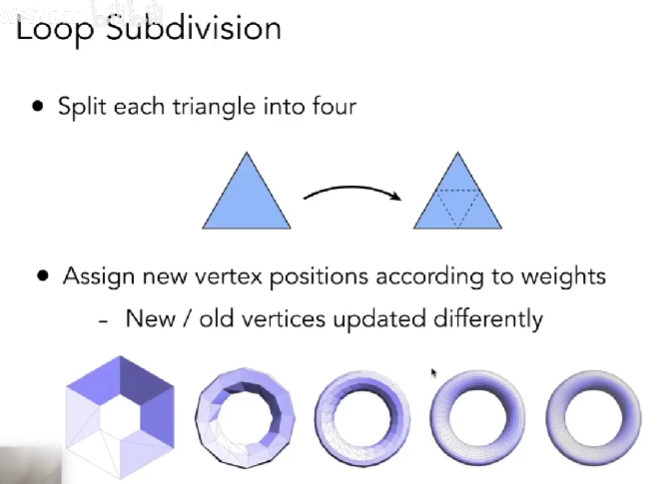 Loop Subdivision
• Split each triangle into four
• Assign new vertex positions according to weights
- New / old vertices updated differently